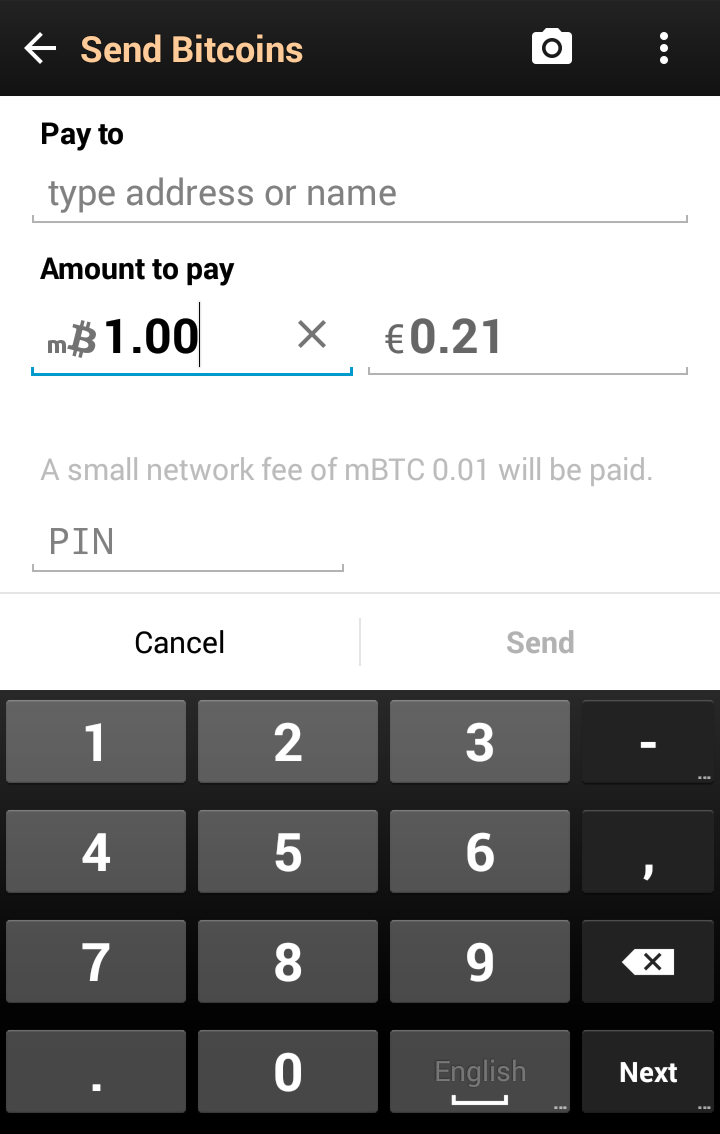 Send Bitcoins
Pay to
type address or name
Amount to pay
m₿1.00 €0.21
A small network fee of mBTC 0.01 will be paid.
PIN
Cancel Send
1 2 3 -
4 5 6 ,
7 8 9
. 0 English Next